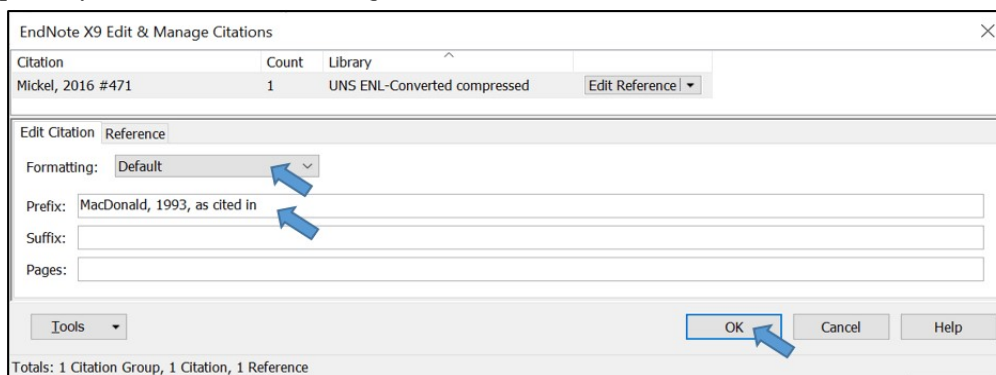 EndNote X9 Edit & Manage Citations
Citation Count Library
Mickel, 2016 #471 1 UNS ENL-Converted compressed Edit Reference
Edit Citation Reference
Formatting: Default
Prefix: MacDonald, 1993, as cited in
Suffix:
Pages:
Tools OK Cancel Help
Totals: 1 Citation Group, 1 Citation, 1 Reference